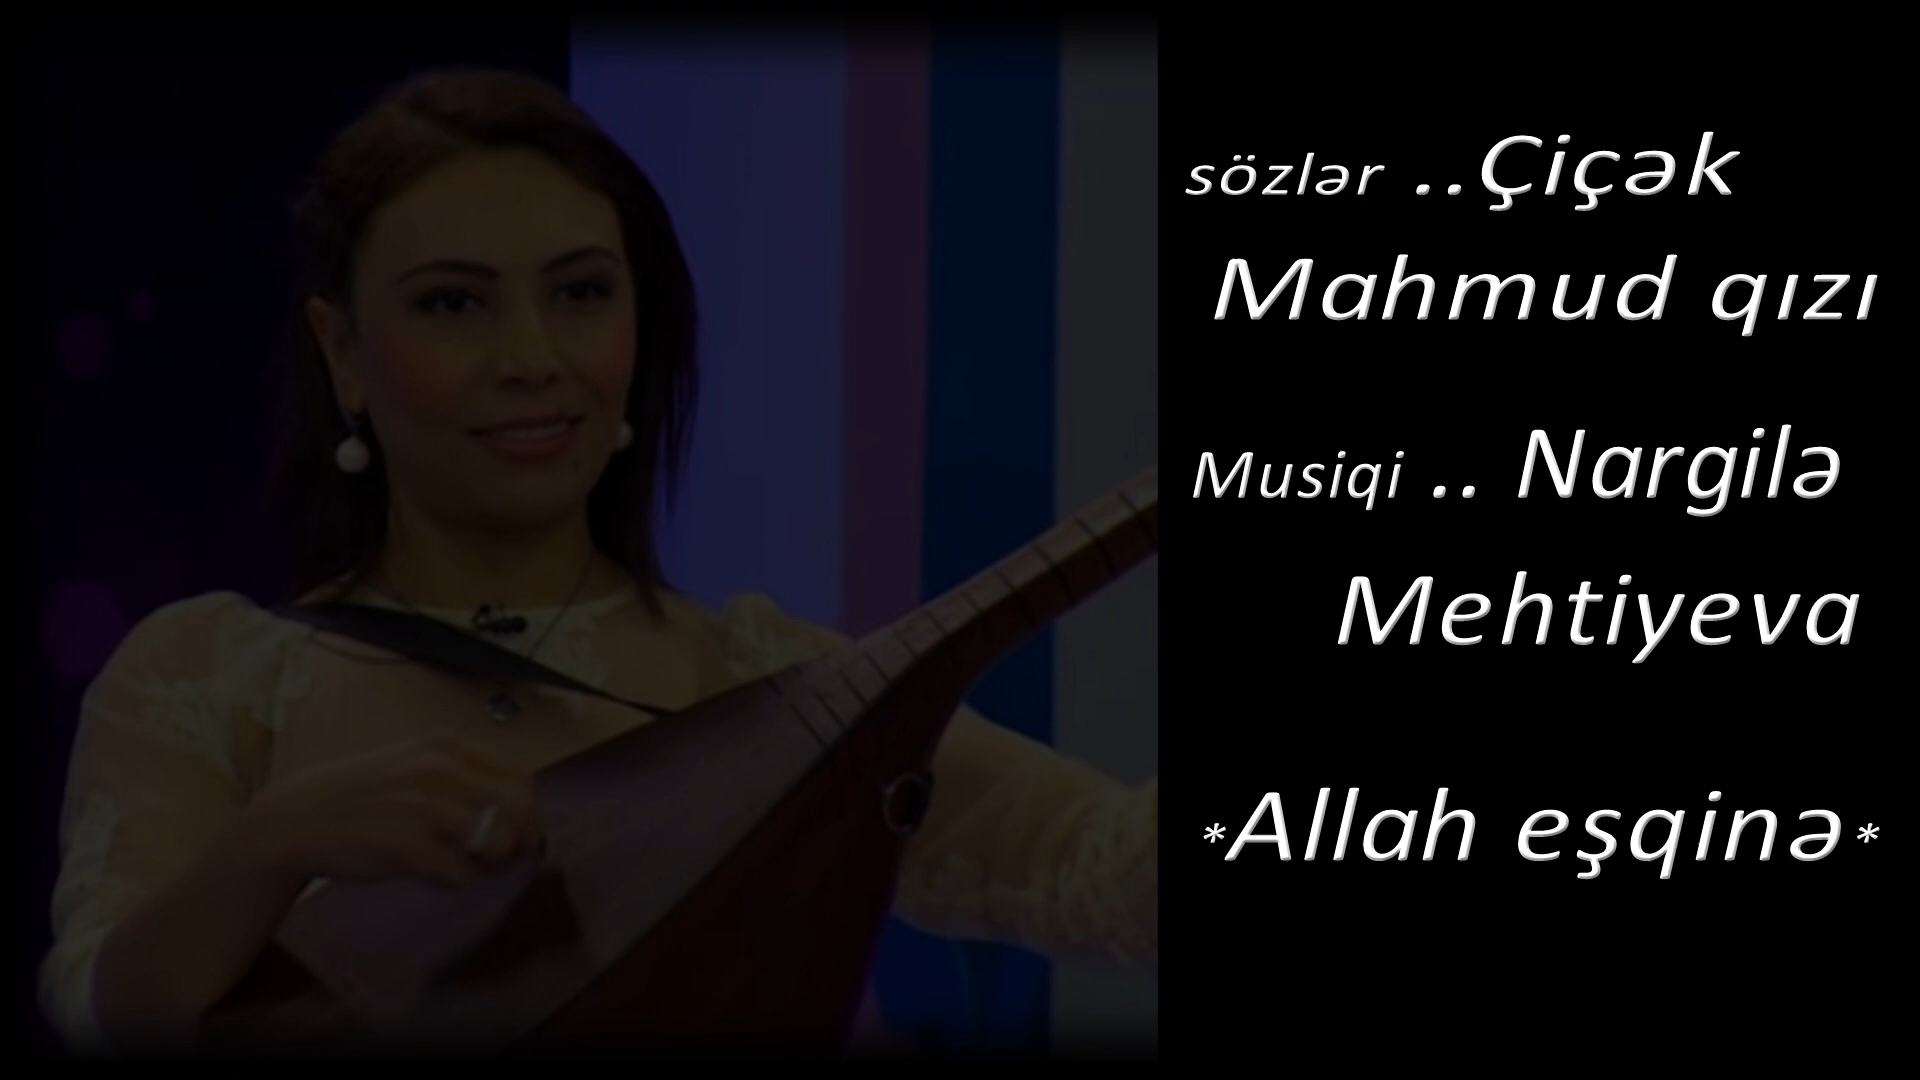 sözlər ..Çiçək
Mahmud qızı
Musiqi .. Nargilə
Mehtiyeva
*Allah eşqinə*